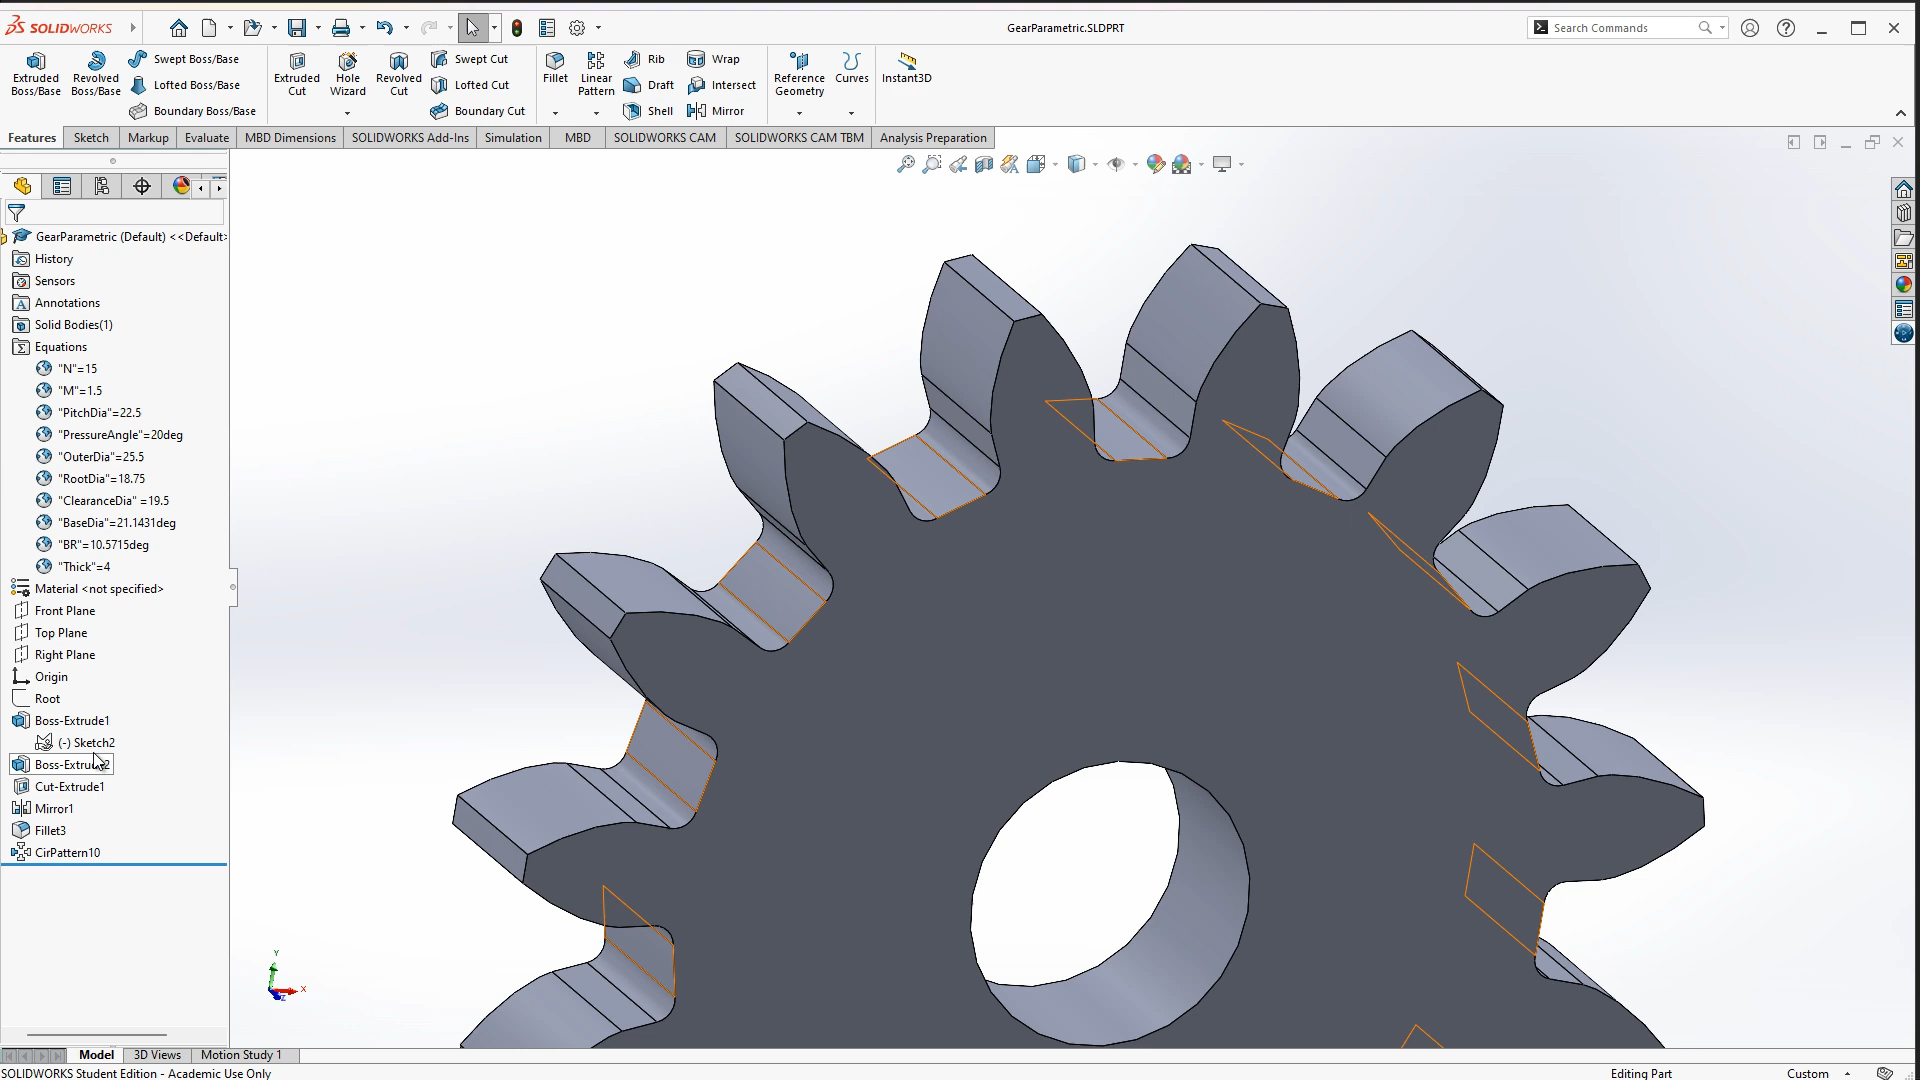 SOLIDWORKS
GearParametric.SLDPRT
Search Commands
Extruded Boss/Base
Revolved Boss/Base
Swept Boss/Base
Lofted Boss/Base
Boundary Boss/Base
Extruded Cut
Hole Wizard
Revolved Cut
Swept Cut
Lofted Cut
Boundary Cut
Fillet
Linear Pattern
Rib
Draft
Shell
Wrap
Intersect
Mirror
Reference Geometry
Curves
Instant3D
Features
Sketch
Markup
Evaluate
MBD Dimensions
SOLIDWORKS Add-Ins
Simulation
MBD
SOLIDWORKS CAM
SOLIDWORKS CAM TBM
Analysis Preparation
GearParametric (Default) <<Default>
History
Sensors
Annotations
Solid Bodies(1)
Equations
"N"=15
"M"=1.5
"PitchDia"=22.5
"PressureAngle"=20deg
"OuterDia"=25.5
"RootDia"=18.75
"ClearanceDia" =19.5
"BaseDia"=21.1431deg
"BR"=10.5715deg
"Thick"=4
Material <not specified>
Front Plane
Top Plane
Right Plane
Origin
Root
Boss-Extrude1
(-) Sketch2
Boss-Extrude2
Cut-Extrude1
Mirror1
Fillet3
CirPattern10
Y
X
Z
Model
3D Views
Motion Study 1
SOLIDWORKS Student Edition - Academic Use Only
Editing Part
Custom